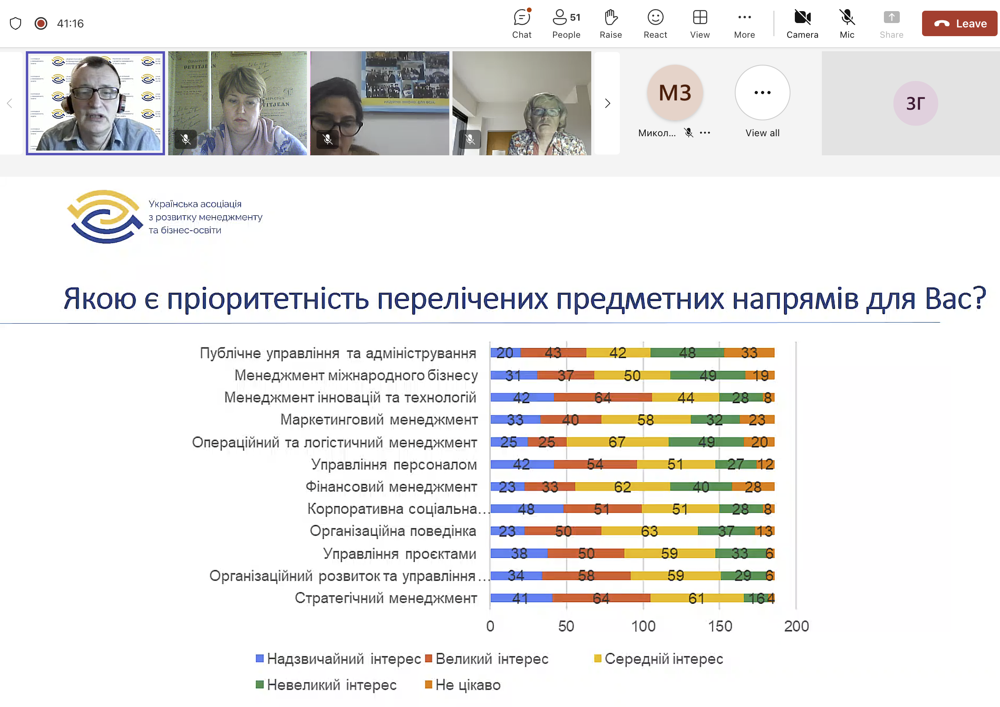 41:16
Chat
People
51
Raise
React
View
More
Camera
Mic
Share
Leave
PETITJEAN
TITJEAN
НАДІЙНО. ЯКІСНО. ДЛЯ ВСІХ.
МЗ
Микол...
View all
ЗГ
Українська асоціація
з розвитку менеджменту
та бізнес-освіти
Якою є пріоритетність перелічених предметних напрямів для Вас?
Публічне управління та адміністрування 20 43 42 48 33
Менеджмент міжнародного бізнесу 31 37 50 49 19
Менеджмент інновацій та технологій 42 64 44 28 8
Маркетинговий менеджмент 33 40 58 32 23
Операційний та логістичний менеджмент 25 25 67 49 20
Управління персоналом 42 54 51 27 12
Фінансовий менеджмент 23 33 62 40 28
Корпоративна соціальна... 48 51 51 28 8
Організаційна поведінка 23 50 63 37 13
Управління проєктами 38 50 59 33 6
Організаційний розвиток та управління... 34 58 59 29 6
Стратегічний менеджмент 41 64 61 16 4
0 50 100 150 200
Надзвичайний інтерес Великий інтерес Середній інтерес
Невеликий інтерес Не цікаво